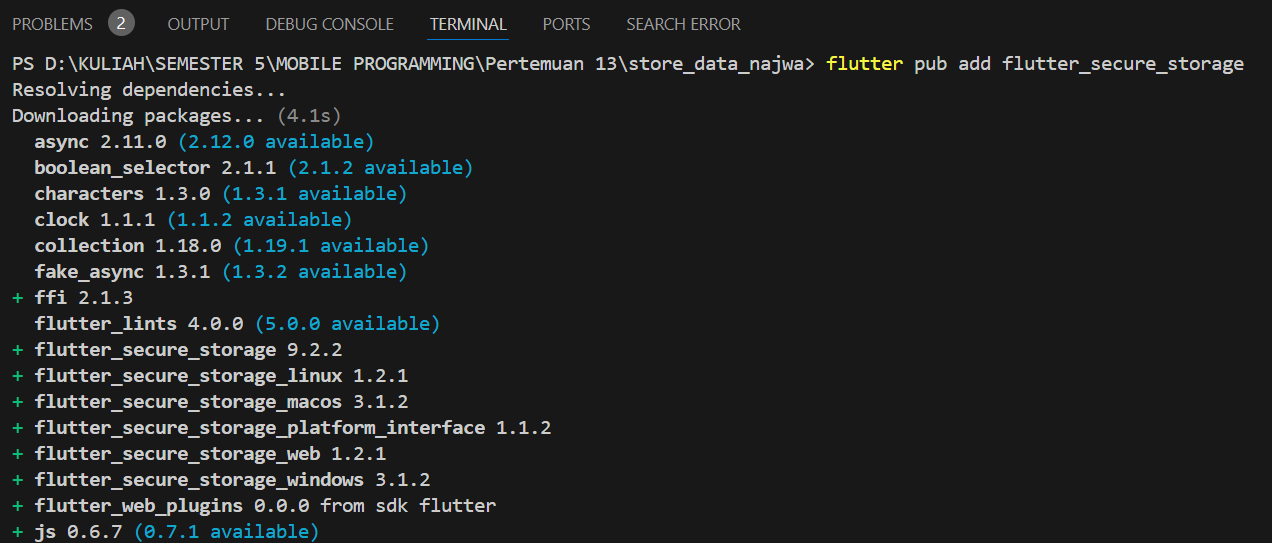 PROBLEMS 2 OUTPUT DEBUG CONSOLE TERMINAL PORTS SEARCH ERROR
PS D:\KULIAH\SEMESTER 5\MOBILE PROGRAMMING\Pertemuan 13\store_data_najwa> flutter pub add flutter_secure_storage
Resolving dependencies...
Downloading packages... (4.1s)
  async 2.11.0 (2.12.0 available)
  boolean_selector 2.1.1 (2.1.2 available)
  characters 1.3.0 (1.3.1 available)
  clock 1.1.1 (1.1.2 available)
  collection 1.18.0 (1.19.1 available)
  fake_async 1.3.1 (1.3.2 available)
+ ffi 2.1.3
  flutter_lints 4.0.0 (5.0.0 available)
+ flutter_secure_storage 9.2.2
+ flutter_secure_storage_linux 1.2.1
+ flutter_secure_storage_macos 3.1.2
+ flutter_secure_storage_platform_interface 1.1.2
+ flutter_secure_storage_web 1.2.1
+ flutter_secure_storage_windows 3.1.2
+ flutter_web_plugins 0.0.0 from sdk flutter
+ js 0.6.7 (0.7.1 available)